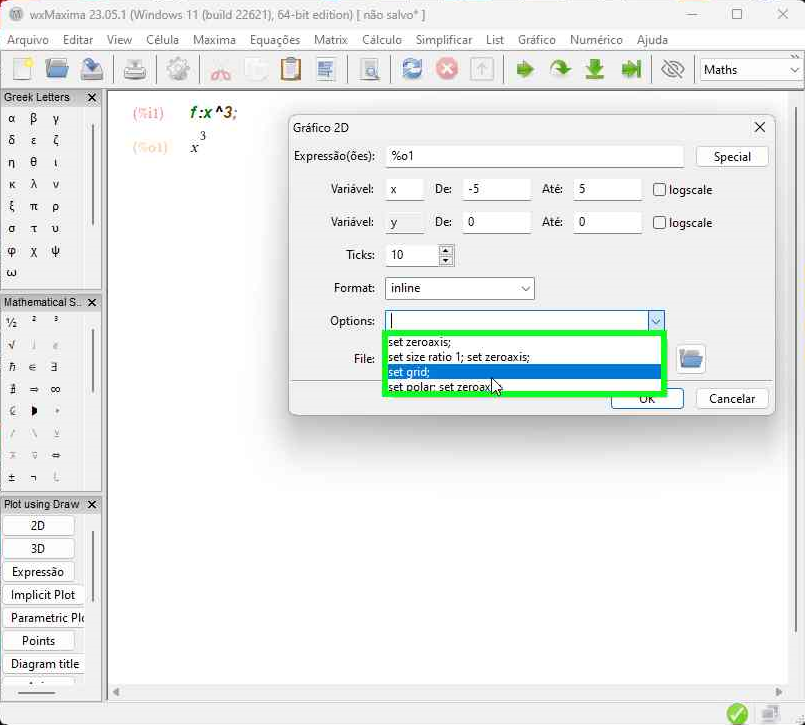 wxMaxima 23.05.1 (Windows 11 (build 22621), 64-bit edition) [ não salvo* ]
Arquivo Editar View Célula Maxima Equações Matrix Cálculo Simplificar List Gráfico Numérico Ajuda
Maths
Greek Letters
α β γ
δ ε ζ
η θ ι
κ λ ν
ξ π ρ
σ τ υ
φ χ ψ
ω
Mathematical S..
½ ² ³
√
ℏ ∈ ∃
∄ ⇒ ∞
⇔
± ¬
Plot using Draw
2D
3D
Expressão
Implicit Plot
Parametric Plo
Points
Diagram title
(%i1) f:x^3;
(%o1) x³
Gráfico 2D
Expressão(ões): %o1 Special
Variável: x De: -5 Até: 5 logscale
Variável: y De: 0 Até: 0 logscale
Ticks: 10
Format: inline
Options:
set zeroaxis;
set size ratio 1; set zeroaxis;
set grid;
set polar; set zeroax
File:
OK Cancelar